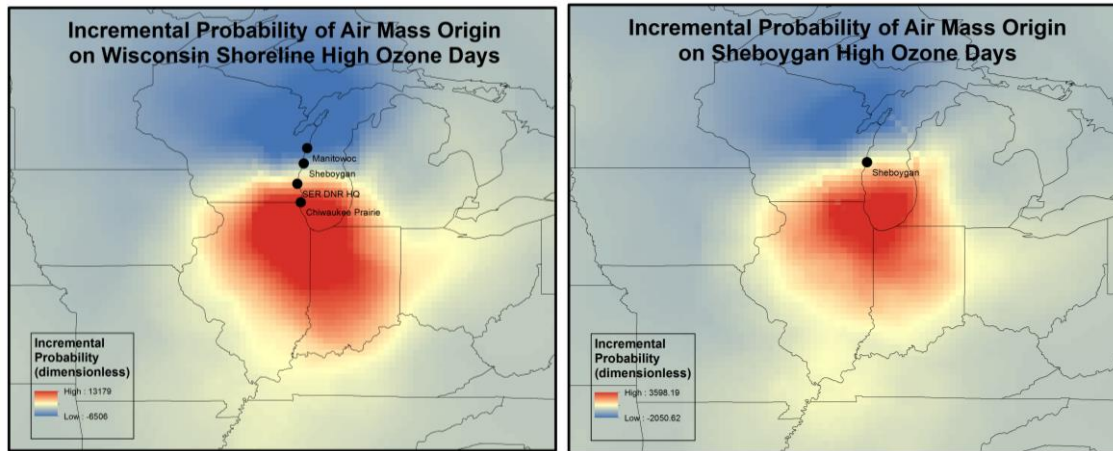 Incremental Probability of Air Mass Origin
on Wisconsin Shoreline High Ozone Days
Manitowoc
Sheboygan
SER DNR HQ
Chiwaukee Prairie
Incremental
Probability
(dimensionless)
High : 13179
Low : -6506
Incremental Probability of Air Mass Origin
on Sheboygan High Ozone Days
Sheboygan
Incremental
Probability
(dimensionless)
High : 3598.19
Low : -2050.62